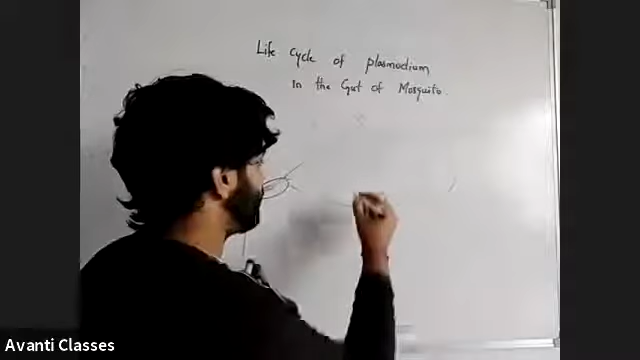 Life cycle of plasmodium
in the Gut of Mosquito.
Avanti Classes